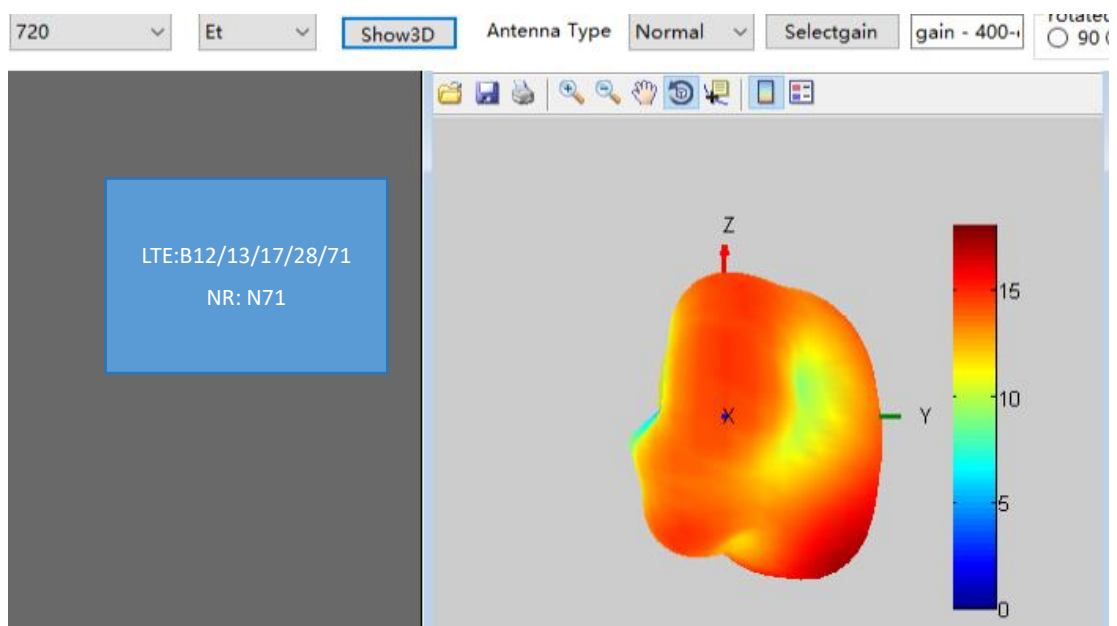 720 Et Show3D Antenna Type Normal Selectgain gain - 400- rotated
90
LTE:B12/13/17/28/71
NR: N71
Z
15
10
X Y
5
0